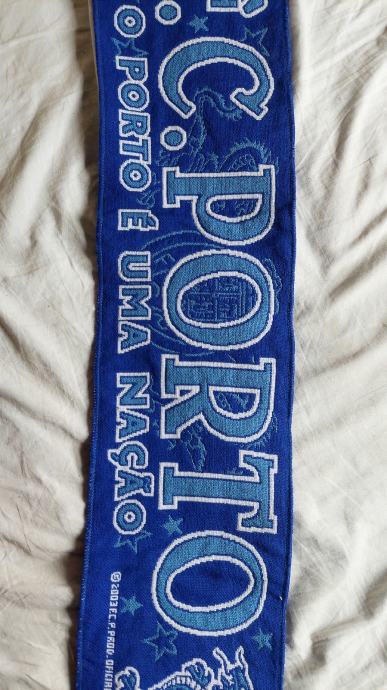 F.C.PORTO
O PORTO É UMA NAÇÃO
© 2003 F.C.P. PROD. OFICIA